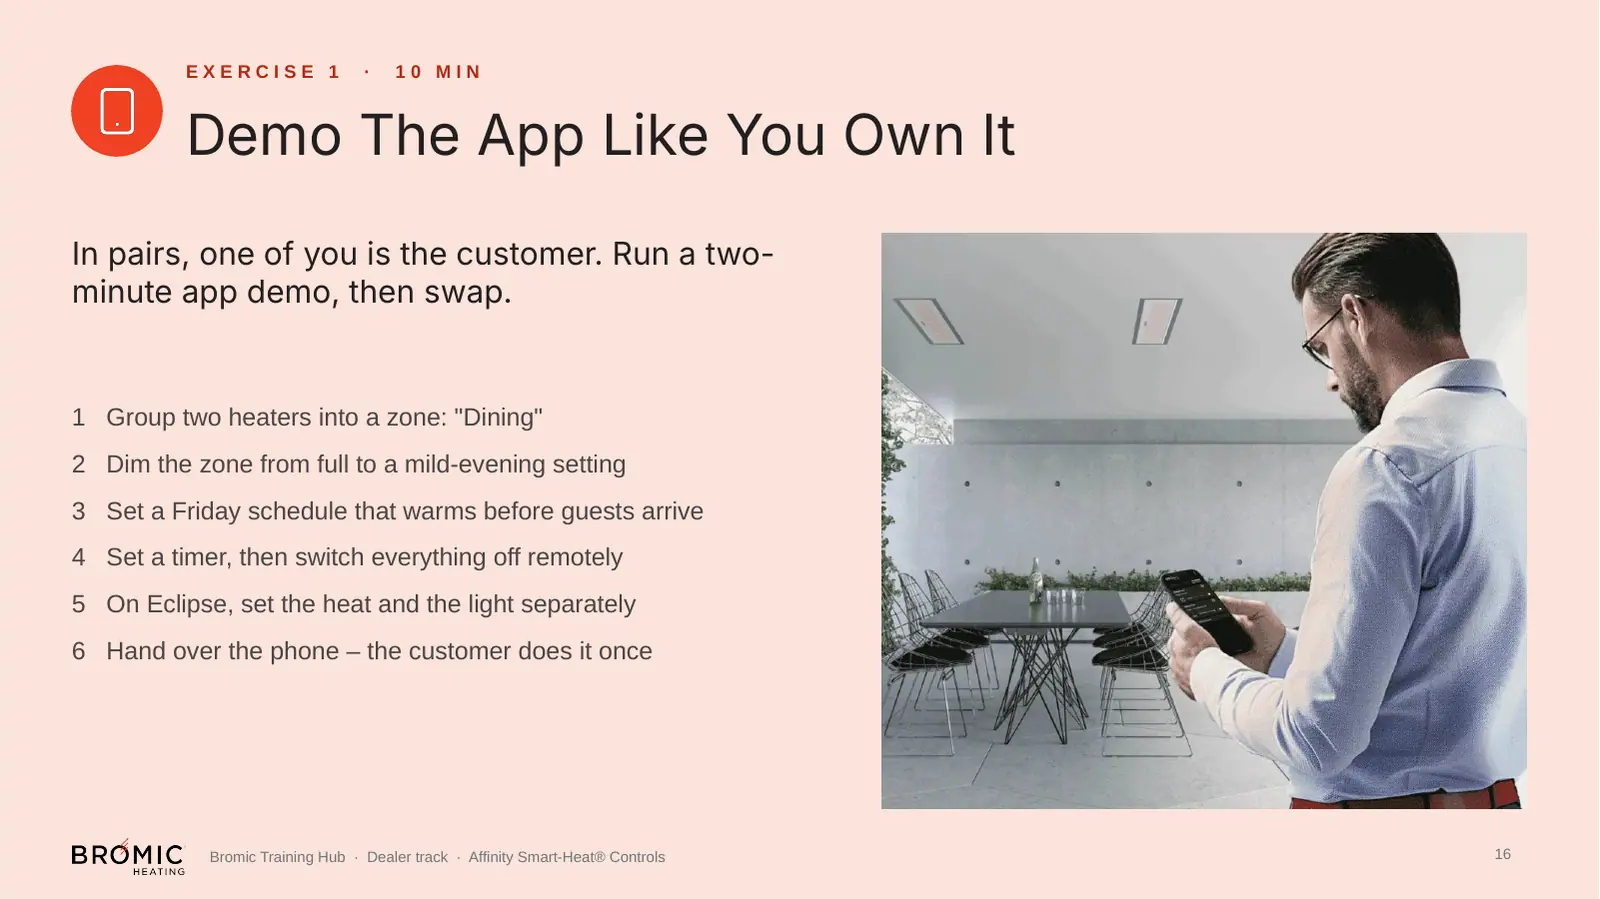 EXERCISE 1 · 10 MIN
Demo The App Like You Own It
In pairs, one of you is the customer. Run a two-
minute app demo, then swap.
1 Group two heaters into a zone: "Dining"
2 Dim the zone from full to a mild-evening setting
3 Set a Friday schedule that warms before guests arrive
4 Set a timer, then switch everything off remotely
5 On Eclipse, set the heat and the light separately
6 Hand over the phone – the customer does it once
BROMIC
HEATING
Bromic Training Hub · Dealer track · Affinity Smart-Heat® Controls
16